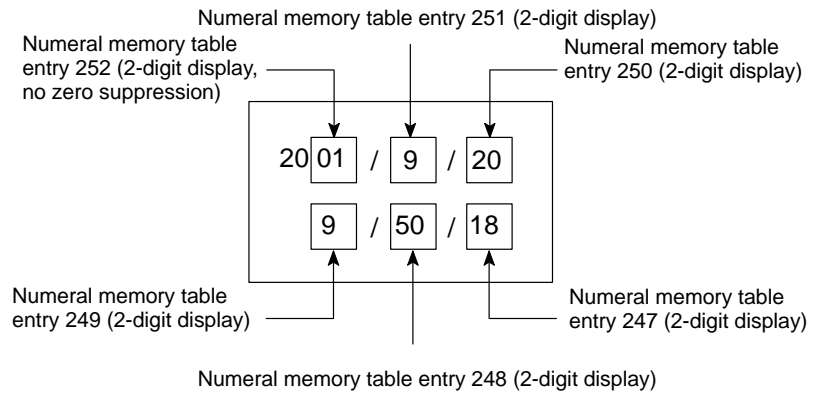 Numeral memory table entry 251 (2-digit display)
Numeral memory table
entry 252 (2-digit display,
no zero suppression)
Numeral memory table
entry 250 (2-digit display)
20 01 / 9 / 20
9 / 50 / 18
Numeral memory table
entry 249 (2-digit display)
Numeral memory table
entry 247 (2-digit display)
Numeral memory table entry 248 (2-digit display)